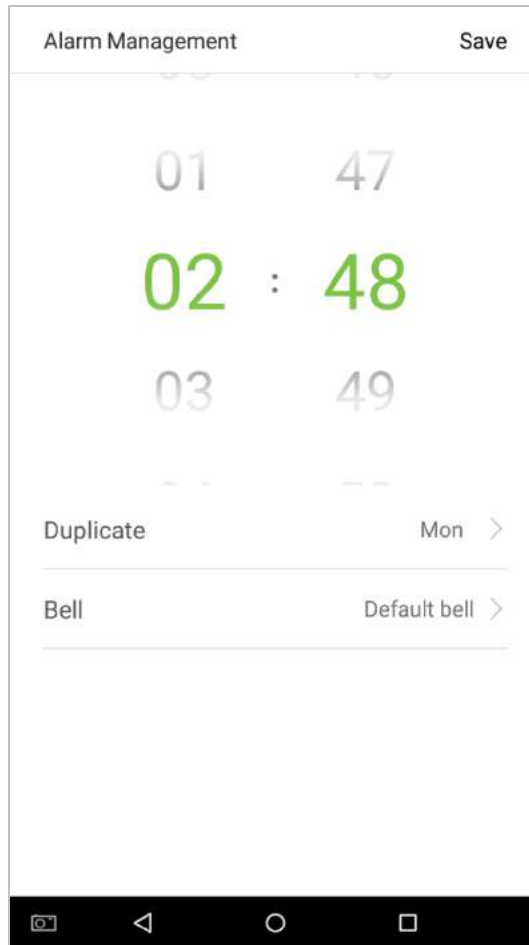 Alarm Management Save
01 47
02 : 48
03 49
Duplicate Mon
Bell Default bell